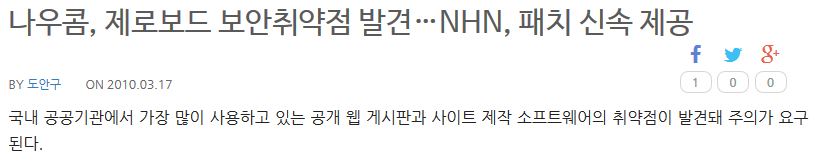 나우콤, 제로보드 보안취약점 발견…NHN, 패치 신속 제공
BY 도안구 ON 2010.03.17
1 0 0
국내 공공기관에서 가장 많이 사용하고 있는 공개 웹 게시판과 사이트 제작 소프트웨어의 취약점이 발견돼 주의가 요구
된다.